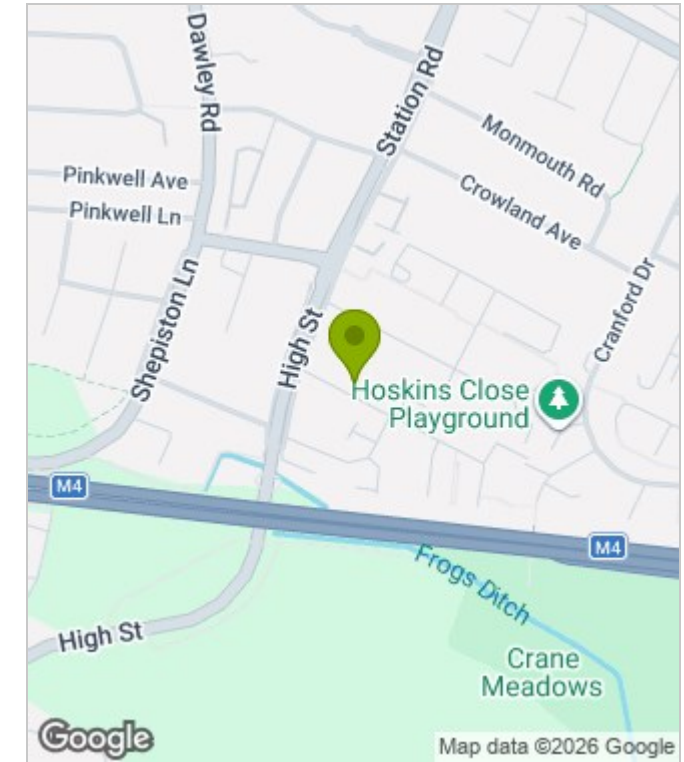 Dawley Rd
Station Rd
Monmouth Rd
Pinkwell Ave
Crowland Ave
Pinkwell Ln
Shepiston Ln
High St
Cranford Dr
Hoskins Close
Playground
M4
M4
Frogs Ditch
High St
Crane
Meadows
Google
Map data ©2026 Google